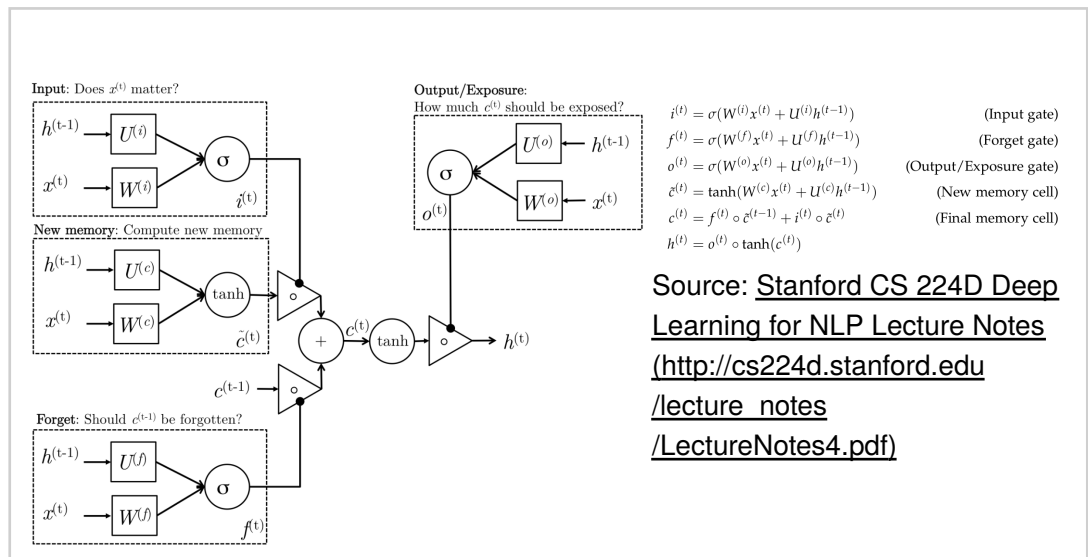 Input: Does x^(t) matter?
h^(t-1)
U^(i)
x^(t)
W^(i)
σ
i^(t)
New memory: Compute new memory
h^(t-1)
U^(c)
x^(t)
W^(c)
tanh
c̃^(t)
c^(t-1)
Forget: Should c^(t-1) be forgotten?
h^(t-1)
U^(f)
x^(t)
W^(f)
σ
f^(t)
∘
∘
+
c^(t)
tanh
∘
h^(t)
Output/Exposure:
How much c^(t) should be exposed?
U^(o)
h^(t-1)
σ
W^(o)
x^(t)
o^(t)
i^(t) = σ(W^(i)x^(t) + U^(i)h^(t−1)) (Input gate)
f^(t) = σ(W^(f)x^(t) + U^(f)h^(t−1)) (Forget gate)
o^(t) = σ(W^(o)x^(t) + U^(o)h^(t−1)) (Output/Exposure gate)
c̃^(t) = tanh(W^(c)x^(t) + U^(c)h^(t−1)) (New memory cell)
c^(t) = f^(t) ∘ c̃^(t−1) + i^(t) ∘ c̃^(t) (Final memory cell)
h^(t) = o^(t) ∘ tanh(c^(t))
Source: Stanford CS 224D Deep
Learning for NLP Lecture Notes
(http://cs224d.stanford.edu
/lecture_notes
/LectureNotes4.pdf)